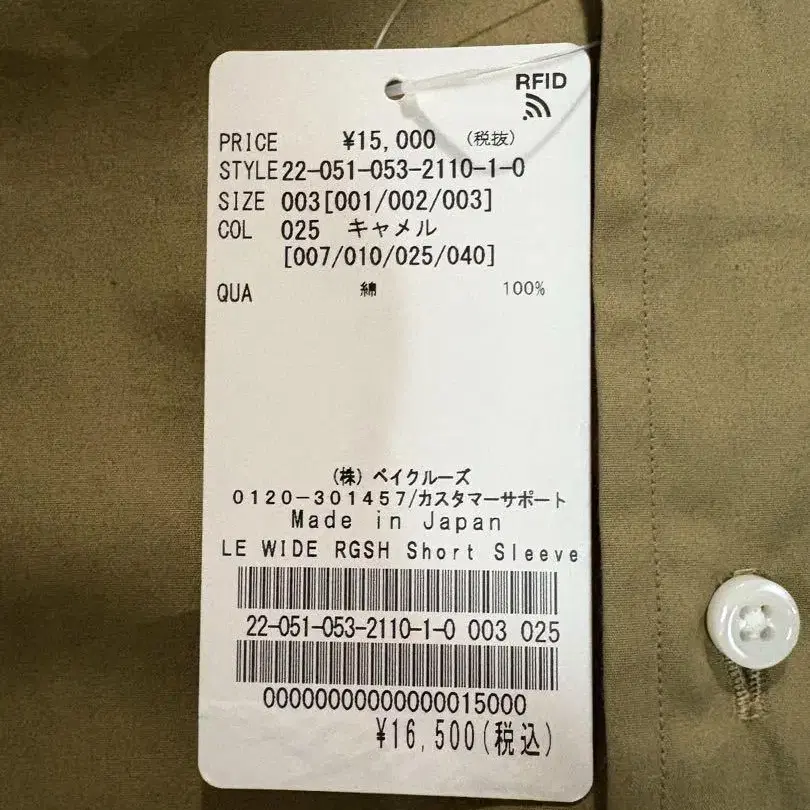 RFID
PRICE ¥15,000 (税抜)
STYLE 22-051-053-2110-1-0
SIZE 003[001/002/003]
COL 025 キャメル
[007/010/025/040]
QUA 綿 100%
(株) ベイクルーズ
0120-301457/カスタマーサポート
Made in Japan
LE WIDE RGSH Short Sleeve
22-051-053-2110-1-0 003 025
00000000000000015000
¥16,500(税込)